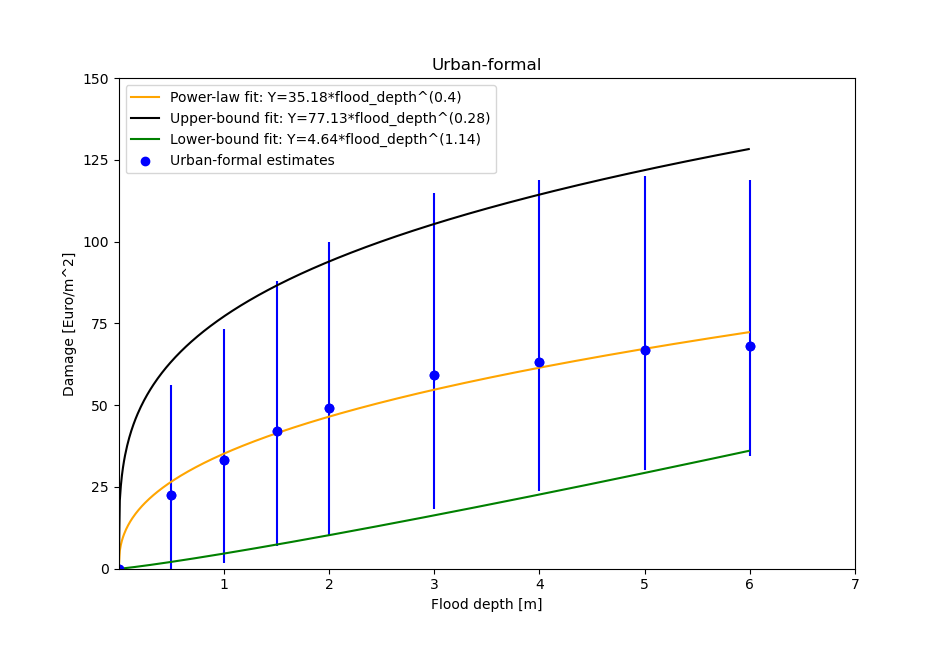 Urban-formal
Power-law fit: Y=35.18*flood_depth^(0.4)
Upper-bound fit: Y=77.13*flood_depth^(0.28)
Lower-bound fit: Y=4.64*flood_depth^(1.14)
Urban-formal estimates
Damage [Euro/m^2]
150
125
100
75
50
25
0
1 2 3 4 5 6 7
Flood depth [m]